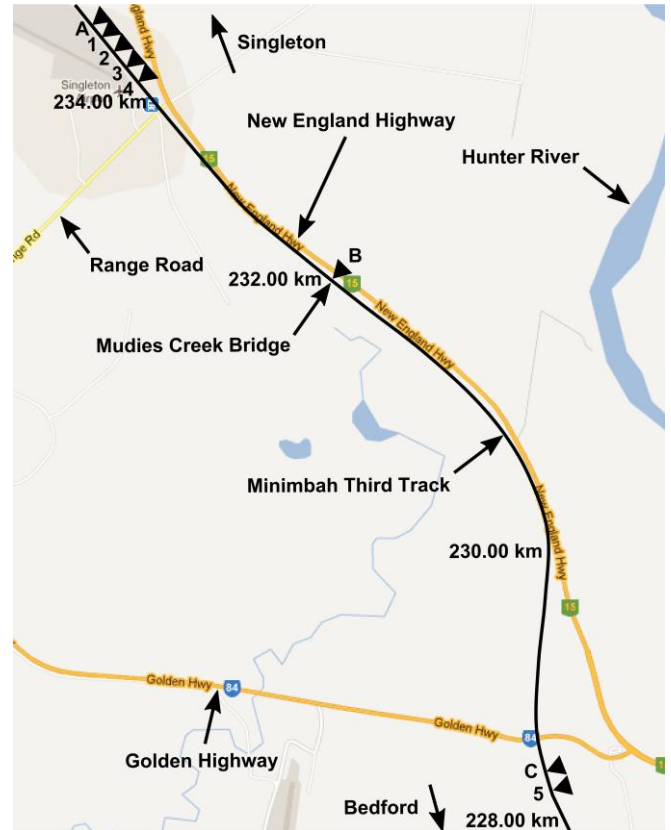 A
1
2
3
4
234.00 km
Singleton
New England Hwy
Singleton
15
New England Highway
Hunter River
Range Road
New England Hwy
B
232.00 km
15
Mudies Creek Bridge
New England Hwy
Minimbah Third Track
230.00 km
New England Hwy
15
Golden Hwy
84
Golden Hwy
84
Golden Highway
C
5
Bedford
228.00 km